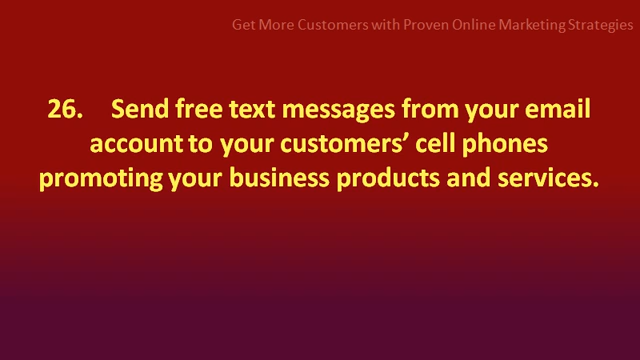 Get More Customers with Proven Online Marketing Strategies
26. Send free text messages from your email
account to your customers’ cell phones
promoting your business products and services.